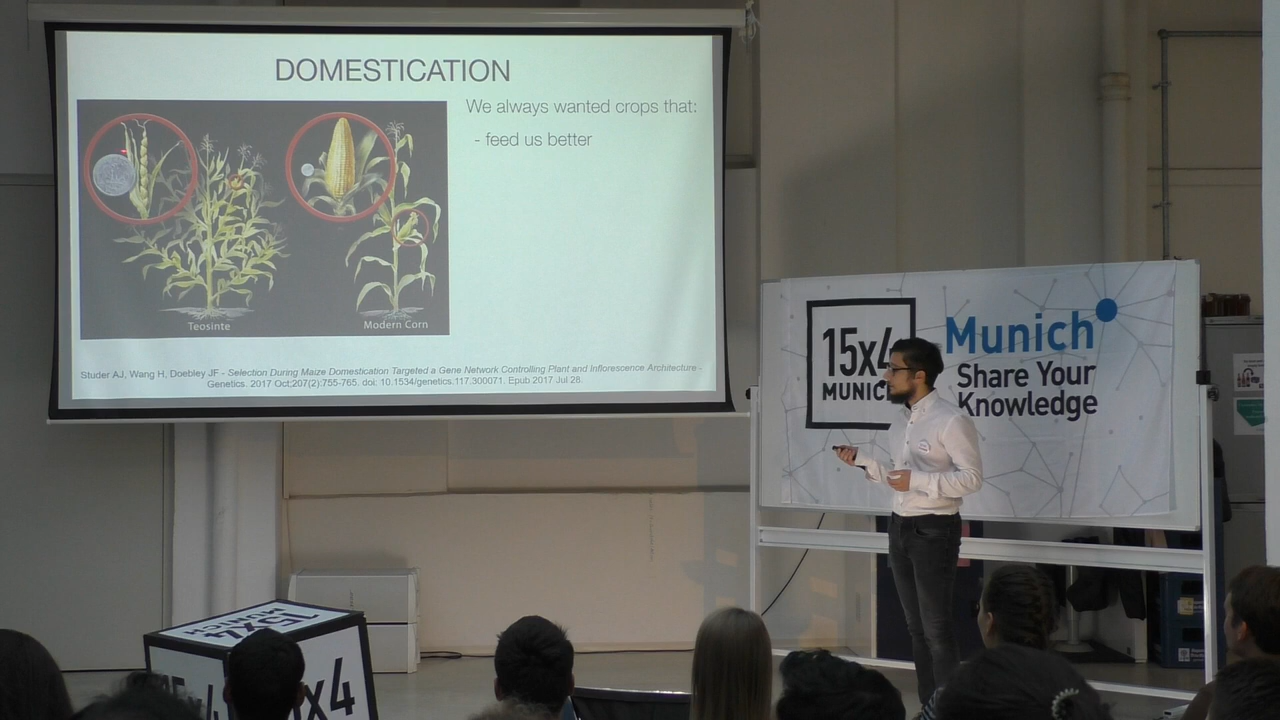 DOMESTICATION
We always wanted crops that:
- feed us better
Teosinte
Modern Corn
Studer AJ, Wang H, Doebley JF - Selection During Maize Domestication Targeted a Gene Network Controlling Plant and Inflorescence Architecture -
Genetics. 2017 Oct;207(2):755-765. doi: 10.1534/genetics.117.300071. Epub 2017 Jul 28.
15x4
MUNIC
Munich
Share Your
Knowledge
15x4
MUNICH
x4